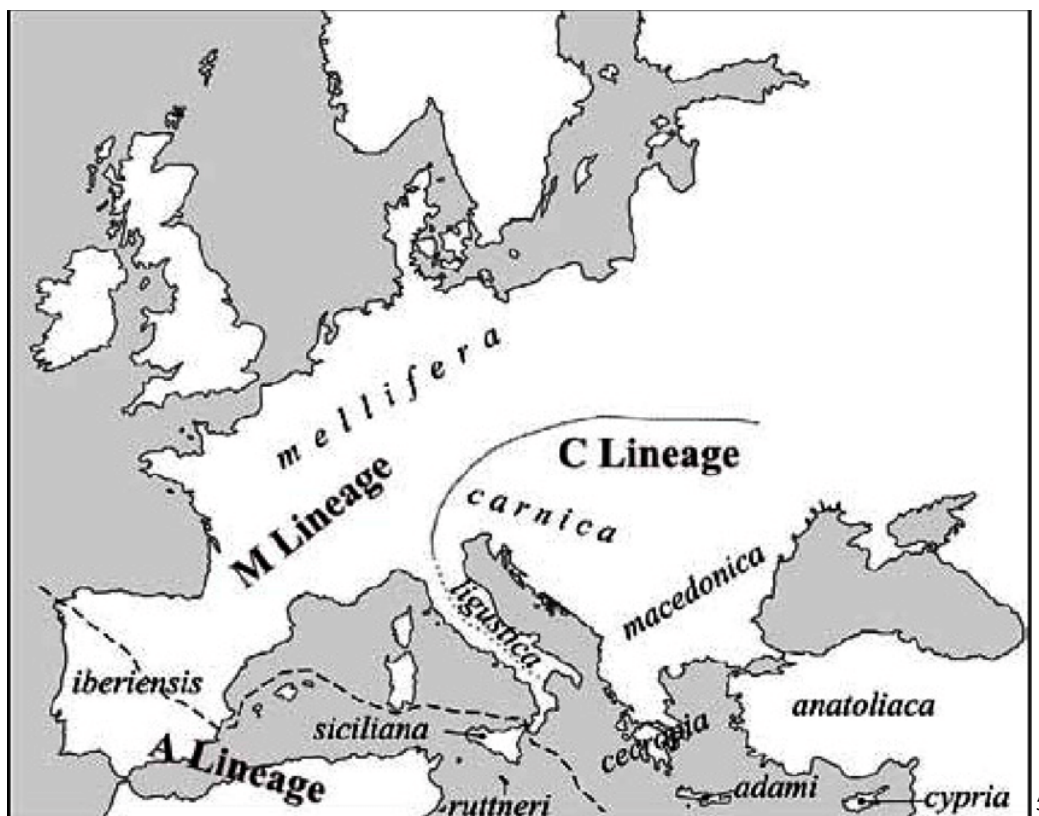 mellifera
C Lineage
M Lineage
carnica
ligustica
macedonica
iberiensis
anatoliaca
siciliana
cecropia
A Lineage
ruttneri
adami
cypria